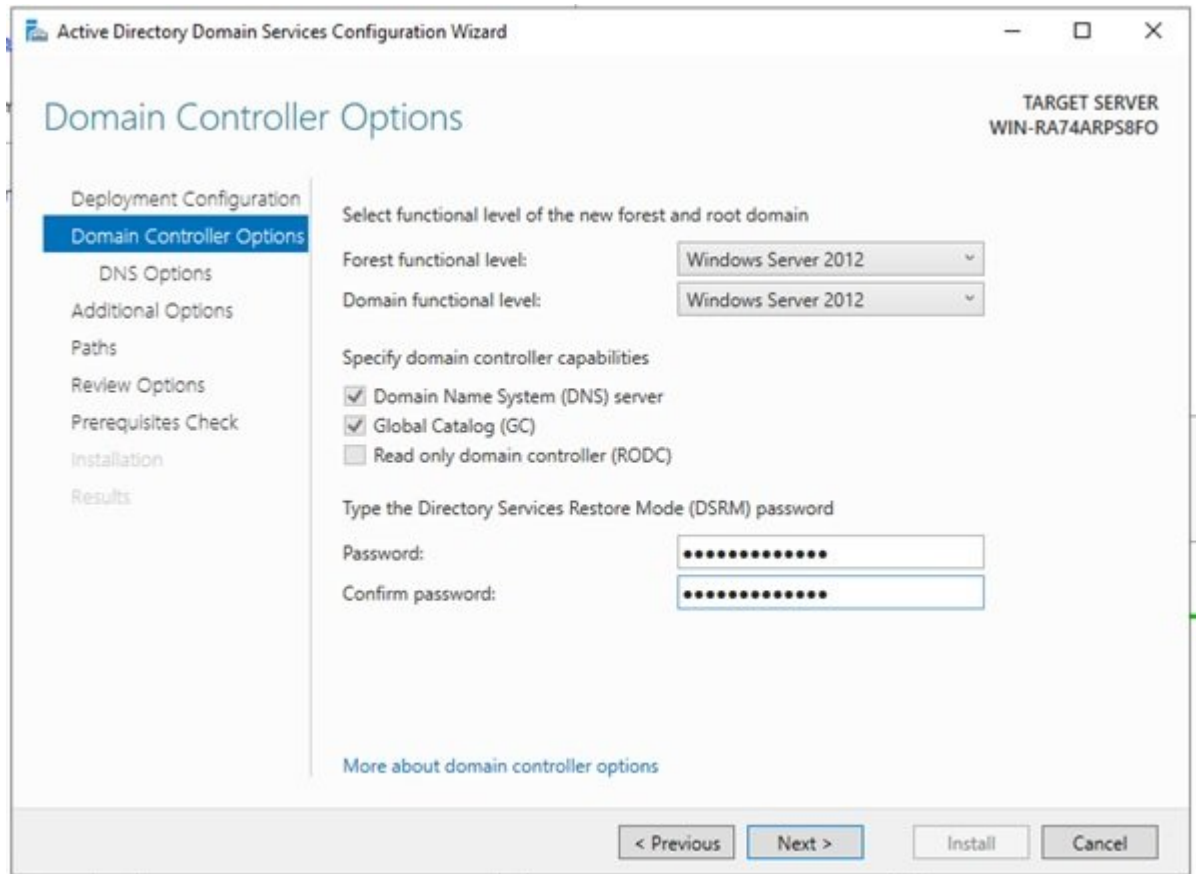 Active Directory Domain Services Configuration Wizard
Domain Controller Options
TARGET SERVER
WIN-RA74ARPS8FO
Deployment Configuration
Domain Controller Options
DNS Options
Additional Options
Paths
Review Options
Prerequisites Check
Installation
Results
Select functional level of the new forest and root domain
Forest functional level: Windows Server 2012
Domain functional level: Windows Server 2012
Specify domain controller capabilities
Domain Name System (DNS) server
Global Catalog (GC)
Read only domain controller (RODC)
Type the Directory Services Restore Mode (DSRM) password
Password: •••••••••••••
Confirm password: •••••••••••••
More about domain controller options
< Previous Next > Install Cancel